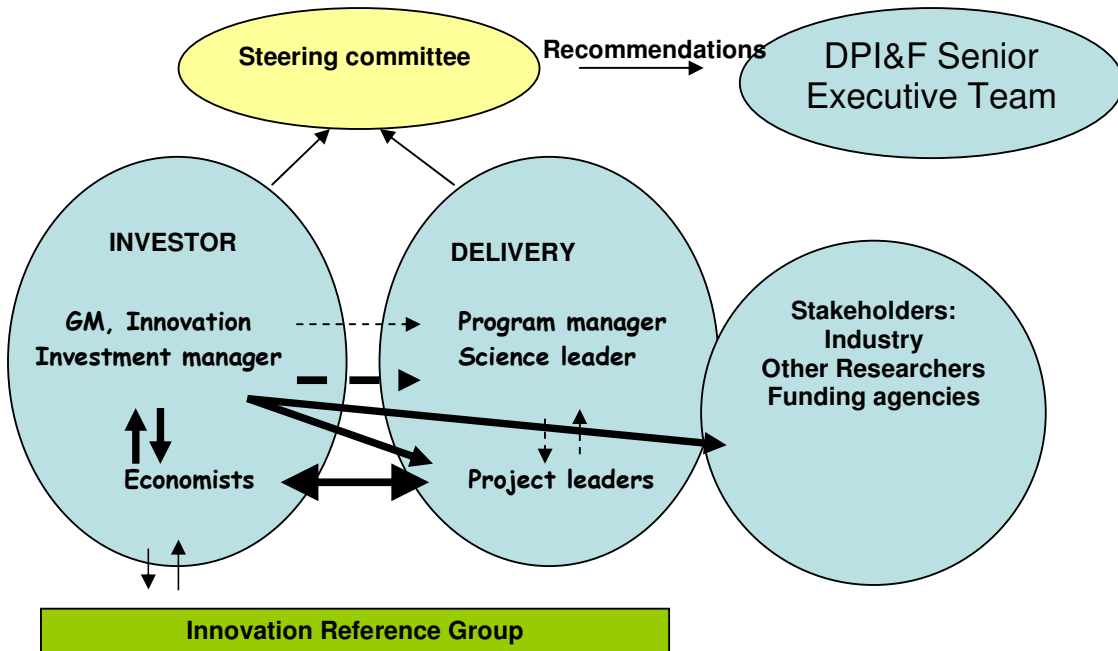 Steering committee
Recommendations
DPI&F Senior
Executive Team
INVESTOR
DELIVERY
GM, Innovation
Investment manager
Program manager
Science leader
Stakeholders:
Industry
Other Researchers
Funding agencies
Economists
Project leaders
Innovation Reference Group